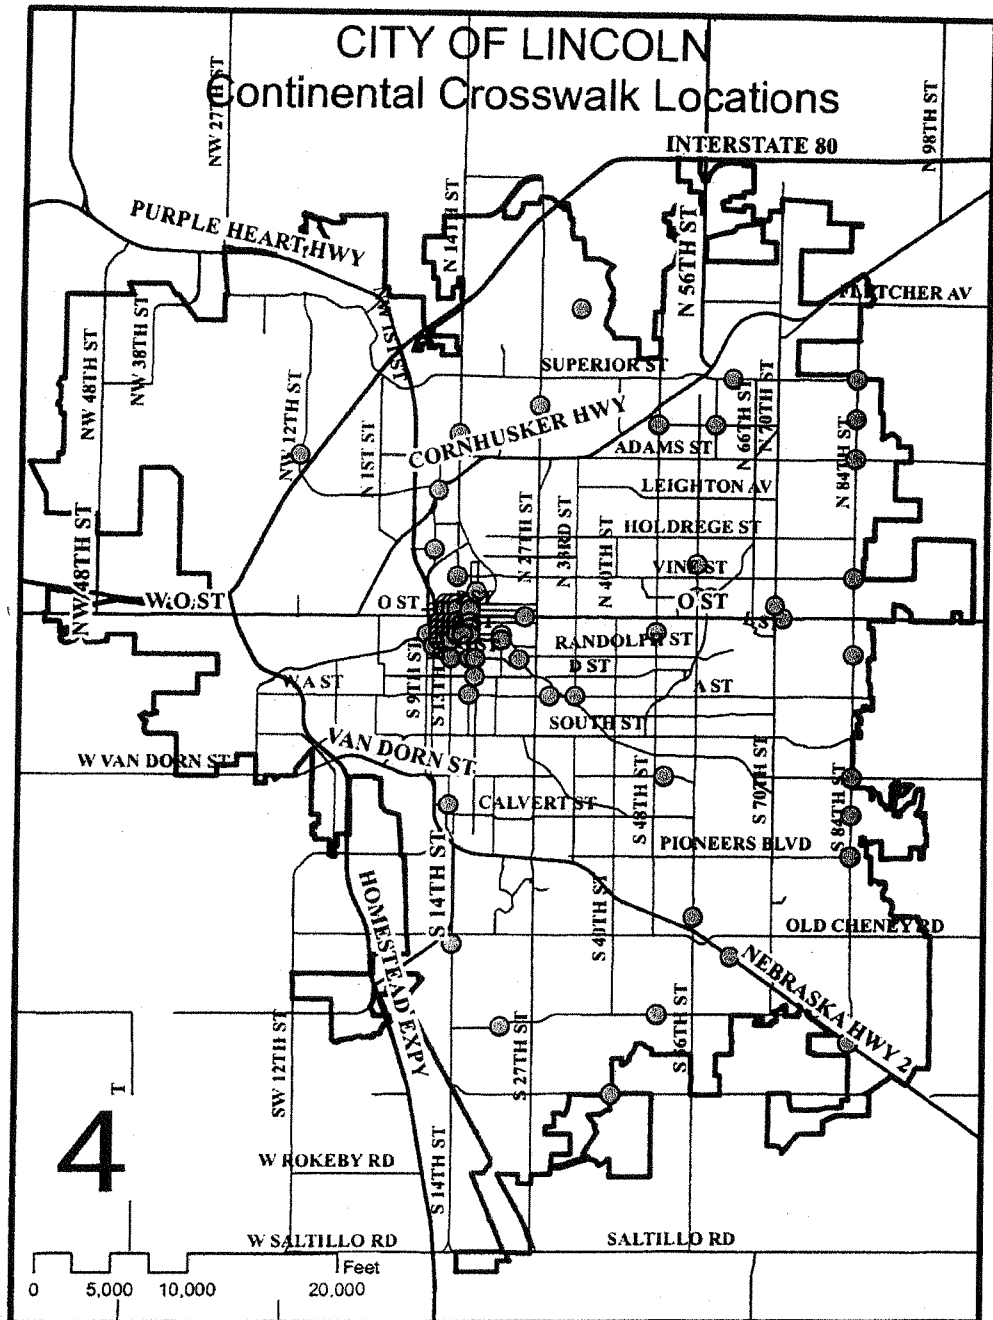 CITY OF LINCOLN
Continental Crosswalk Locations
NW 27TH ST
N 98TH ST
INTERSTATE 80
PURPLE HEART HWY
N 14TH ST
N 56TH ST
FLETCHER AV
NW 1ST ST
NW 38TH ST
NW 48TH ST
SUPERIOR ST
NW 12TH ST
N 1ST ST
CORNHUSKER HWY
N 66TH ST
N 70TH ST
ADAMS ST
N 84TH ST
LEIGHTON AV
N 27TH ST
N 33RD ST
HOLDREGE ST
N 40TH ST
VINE ST
NW 48TH ST
W O ST
O ST
O ST
RANDOLPH ST
D ST
S 9TH ST
S 13TH
W A ST
A ST
SOUTH ST
VAN DORN ST
W VAN DORN ST
S 48TH ST
S 70TH ST
S 84TH ST
CALVERT ST
PIONEERS BLVD
S 14TH ST
HOMESTEAD EXPY
S 40TH ST
OLD CHENEY RD
NEBRASKA HWY 2
SW 12TH ST
S 27TH ST
S 56TH ST
T
4
W ROKEBY RD
S 14TH ST
W SALTILLO RD
SALTILLO RD
Feet
0 5,000 10,000 20,000